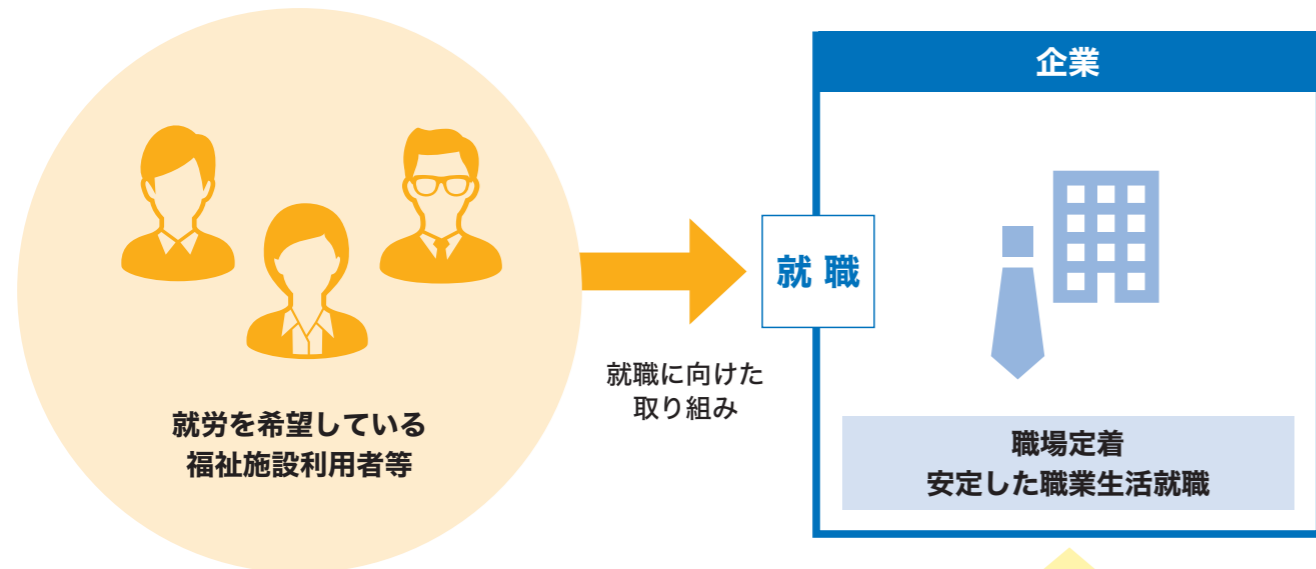 企業
就職
就職に向けた
取り組み
就労を希望している
福祉施設利用者等
職場定着
安定した職業生活就職